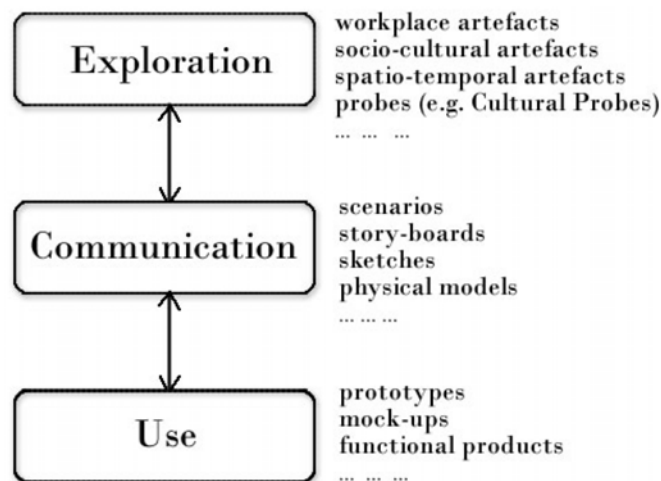 Exploration
workplace artefacts
socio-cultural artefacts
spatio-temporal artefacts
probes (e.g. Cultural Probes)
... ... ...
Communication
scenarios
story-boards
sketches
physical models
... ... ...
Use
prototypes
mock-ups
functional products
... ... ...